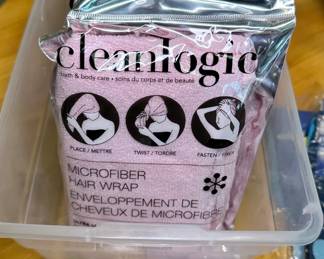 cleanlogic
bath & body care • soins du corps et de beauté
PLACE / METTRE
TWIST / TORDRE
FASTEN /
MICROFIBER
HAIR WRAP
ENVELOPPEMENT DE
CHEVEUX DE MICROFIBRE